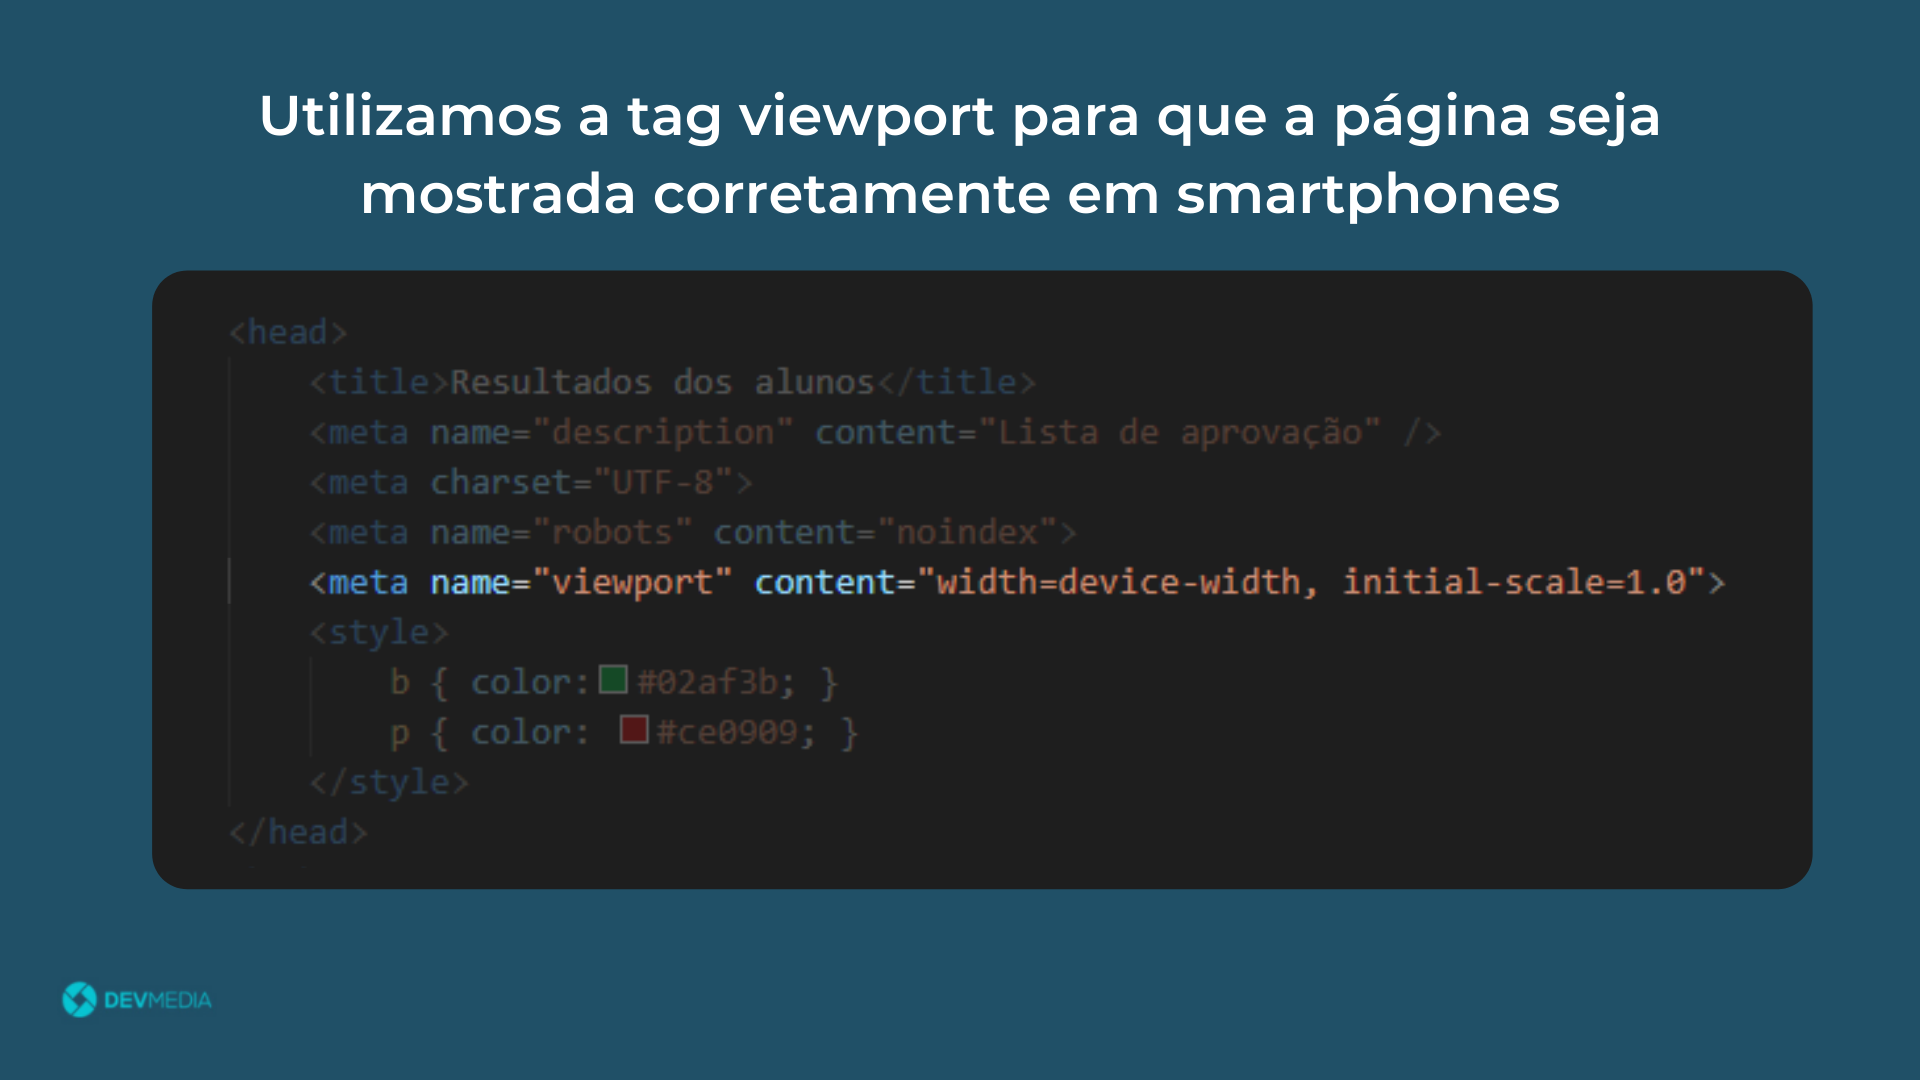 Utilizamos a tag viewport para que a página seja
mostrada corretamente em smartphones
<head>
<title>Resultados dos alunos</title>
<meta name="description" content="Lista de aprovação" />
<meta charset="UTF-8">
<meta name="robots" content="noindex">
<meta name="viewport" content="width=device-width, initial-scale=1.0">
<style>
b { color:#02af3b; }
p { color: #ce0909; }
</style>
</head>
DEVMEDIA